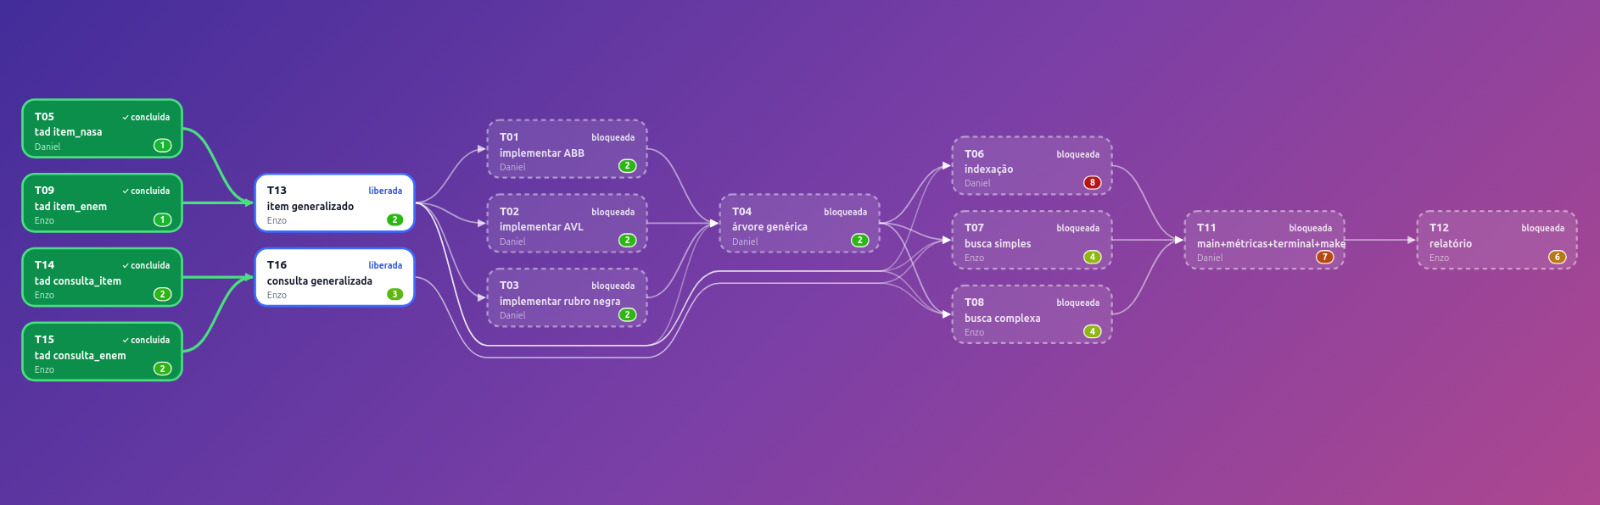 T05 ✓ concluida
tad item_nasa
Daniel 1
T09 ✓ concluida
tad item_enem
Enzo 1
T14 ✓ concluida
tad consulta_item
Enzo 2
T15 ✓ concluida
tad consulta_enem
Enzo 2
T13 liberada
item generalizado
Enzo 2
T16 liberada
consulta generalizada
Enzo 3
T01 bloqueada
implementar ABB
Daniel 2
T02 bloqueada
implementar AVL
Daniel 2
T03 bloqueada
implementar rubro negra
Daniel 2
T04 bloqueada
árvore genérica
Daniel 2
T06 bloqueada
indexação
Daniel 8
T07 bloqueada
busca simples
Enzo 4
T08 bloqueada
busca complexa
Enzo 4
T11 bloqueada
main+métricas+terminal+make
Daniel 7
T12 bloqueada
relatório
Enzo 6